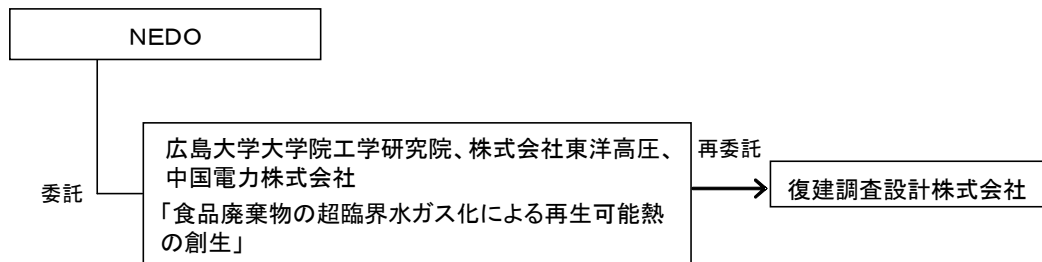 NEDO
広島大学大学院工学研究院、株式会社東洋高圧、
中国電力株式会社
「食品廃棄物の超臨界水ガス化による再生可能熱
の創生」
委託
再委託
復建調査設計株式会社